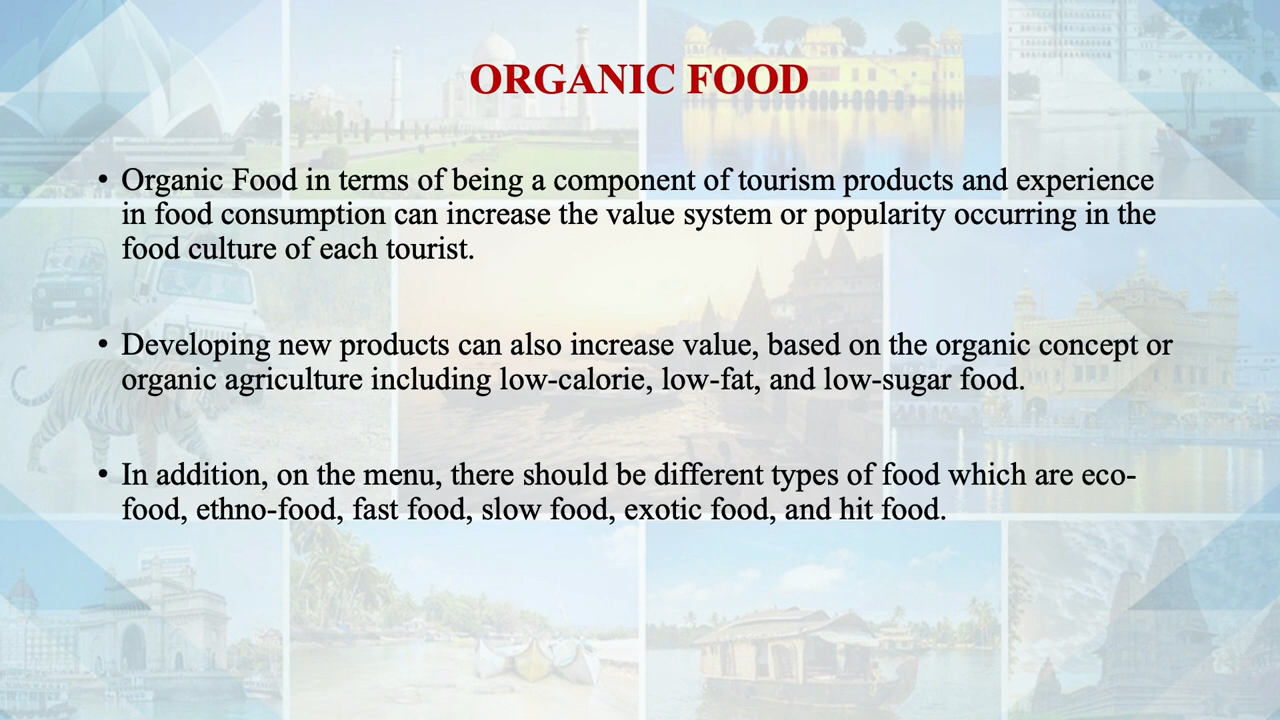 ORGANIC FOOD
• Organic Food in terms of being a component of tourism products and experience
in food consumption can increase the value system or popularity occurring in the
food culture of each tourist.
• Developing new products can also increase value, based on the organic concept or
organic agriculture including low-calorie, low-fat, and low-sugar food.
• In addition, on the menu, there should be different types of food which are eco-
food, ethno-food, fast food, slow food, exotic food, and hit food.